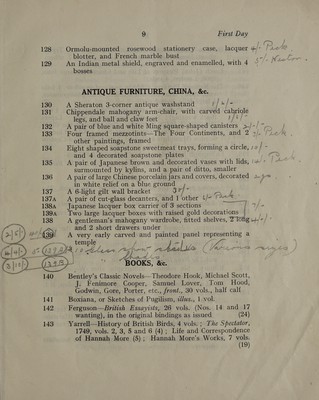 9 First Day
128 Ormolu-mounted rosewood stationery case, lacquer
blotter, and French marble bust
129 An Indian metal shield, engraved and enamelled, with 4
bosses
ANTIQUE FURNITURE, CHINA, &c.
130 A Sheraton 3-corner antique washstand
131 Chippendale mahogany arm-chair, with carved cabriole
legs, and ball and claw foot
132 A pair of blue and white Ming square-shaped canisters
133 Four framed mezzotints—The Four Continents, and 2
other paintings, framed
134 Eight shaped soapstone sweetmeat trays, forming a circle,
and 4 decorated soapstone plates
135 A pair of Japanese brown and decorated vases with lids,
surmounted by kylins, and a pair of ditto, smaller
136 A pair of large Chinese porcelain jars and covers, decorated
in white relief on a blue ground
137 A 6-light gilt wall bracket
137A A pair of cut-glass decanters, and 1 other
138A Japanese lacquer box carrier of 3 sections
139A Two large lacquer boxes with raised gold decorations
138 A gentleman's mahogany wardrobe, fitted shelves, 2 long
and 2 short drawers under
139 A very early carved and painted panel representing a
temple
BOOKS, &c.
140 Bentley's Classic Novels—Theodore Hook, Michael Scott,
J. Fenimore Cooper, Samuel Lover, Tom Hood,
Godwin, Gore, Porter, etc., front., 30 vols., half calf
141 Boxiana, or Sketches of Pugilism, illus., 1 vol.
142 Ferguson—British Essayists, 26 vols. (Nos. 14 and 17
wanting), in the original bindings as issued (24)
143 Yarrell—History of British Birds, 4 vols.; The Spectator,
1749, vols. 2, 3, 5 and 6 (4); Life and Correspondence
of Hannah More (5); Hannah More's Works, 7 vols.
(19)